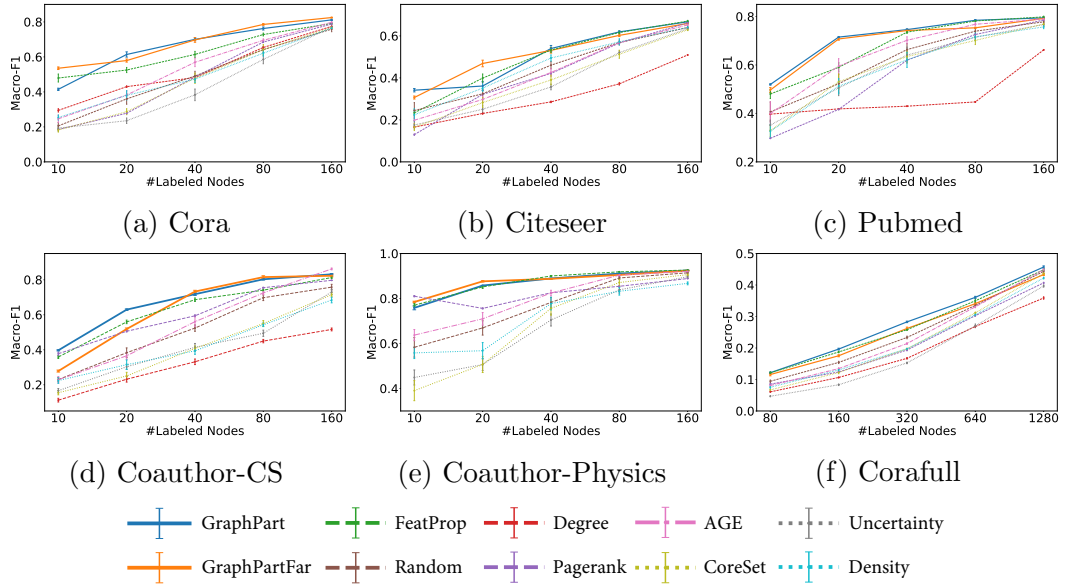 0.8
0.6
0.4
0.2
0.0
Macro-F1
10 20 40 80 160
#Labeled Nodes
(a) Cora
0.6
0.4
0.2
0.0
Macro-F1
10 20 40 80 160
#Labeled Nodes
(b) Citeseer
0.8
0.6
0.4
0.2
Macro-F1
10 20 40 80 160
#Labeled Nodes
(c) Pubmed
0.8
0.6
0.4
0.2
Macro-F1
10 20 40 80 160
#Labeled Nodes
(d) Coauthor-CS
1.0
0.8
0.6
0.4
Macro-F1
10 20 40 80 160
#Labeled Nodes
(e) Coauthor-Physics
0.5
0.4
0.3
0.2
0.1
0.0
Macro-F1
80 160 320 640 1280
#Labeled Nodes
(f) Corafull
GraphPart FeatProp Degree AGE Uncertainty
GraphPartFar Random Pagerank CoreSet Density